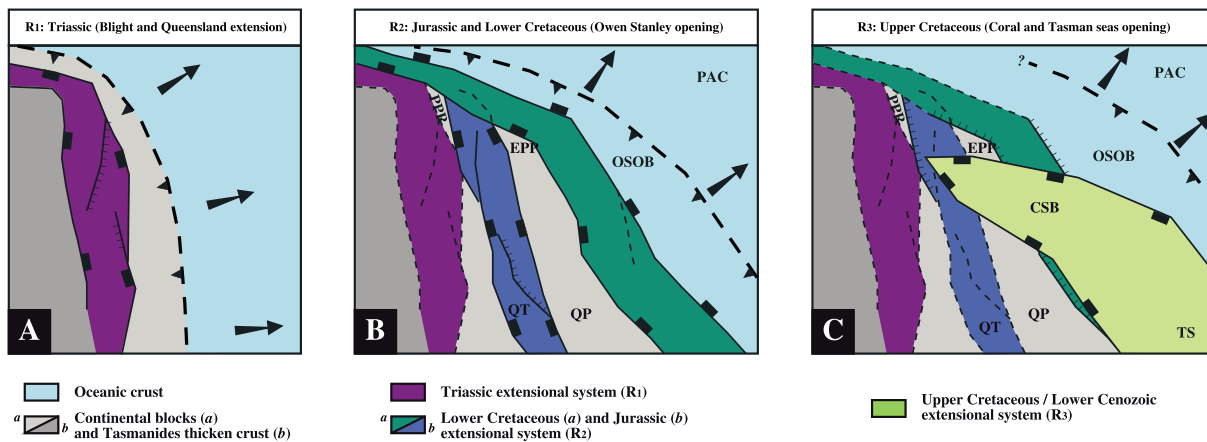 R1: Triassic (Blight and Queensland extension)
A
R2: Jurassic and Lower Cretaceous (Owen Stanley opening)
PAC
PPR
EPP
OSOB
QT
QP
B
R3: Upper Cretaceous (Coral and Tasman seas opening)
?
PAC
PPR
EPP
OSOB
CSB
QT
QP
TS
C
Oceanic crust
a b Continental blocks (a)
and Tasmanides thicken crust (b)
Triassic extensional system (R1)
a b Lower Cretaceous (a) and Jurassic (b)
extensional system (R2)
Upper Cretaceous / Lower Cenozoic
extensional system (R3)